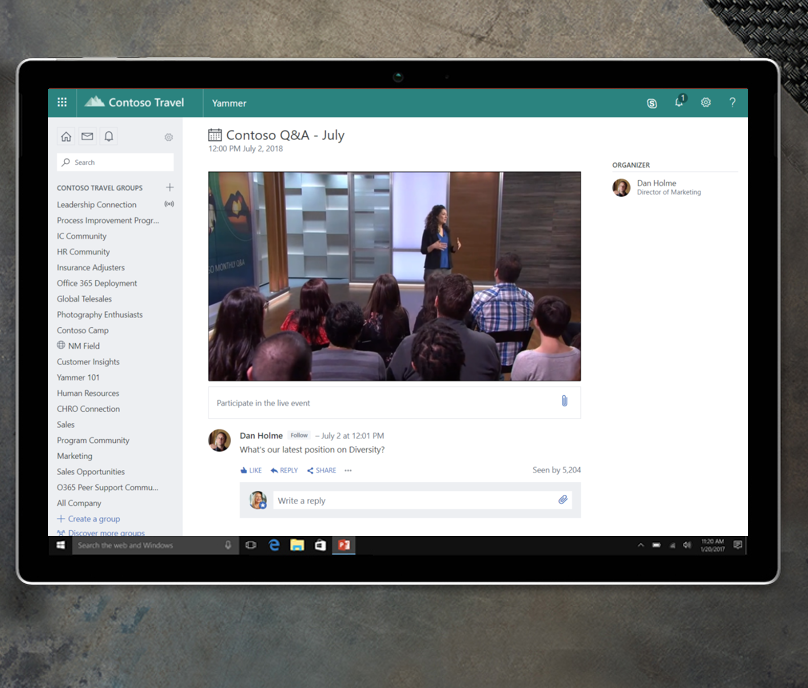 Contoso Travel
Yammer
1
?
Search
CONTOSO TRAVEL GROUPS
Leadership Connection
Process Improvement Progr...
IC Community
HR Community
Insurance Adjusters
Office 365 Deployment
Global Telesales
Photography Enthusiasts
Contoso Camp
NM Field
Customer Insights
Yammer 101
Human Resources
CHRO Connection
Sales
Program Community
Marketing
Sales Opportunities
O365 Peer Support Commu...
All Company
Create a group
Discover more groups
Contoso Q&A - July
12:00 PM July 2, 2018
O MONTHLY Q&A
Participate in the live event
Dan Holme Follow – July 2 at 12:01 PM
What's our latest position on Diversity?
LIKE REPLY SHARE ...
Seen by 5,204
Write a reply
ORGANIZER
Dan Holme
Director of Marketing
Search the web and Windows
11:20 AM
5/20/2017